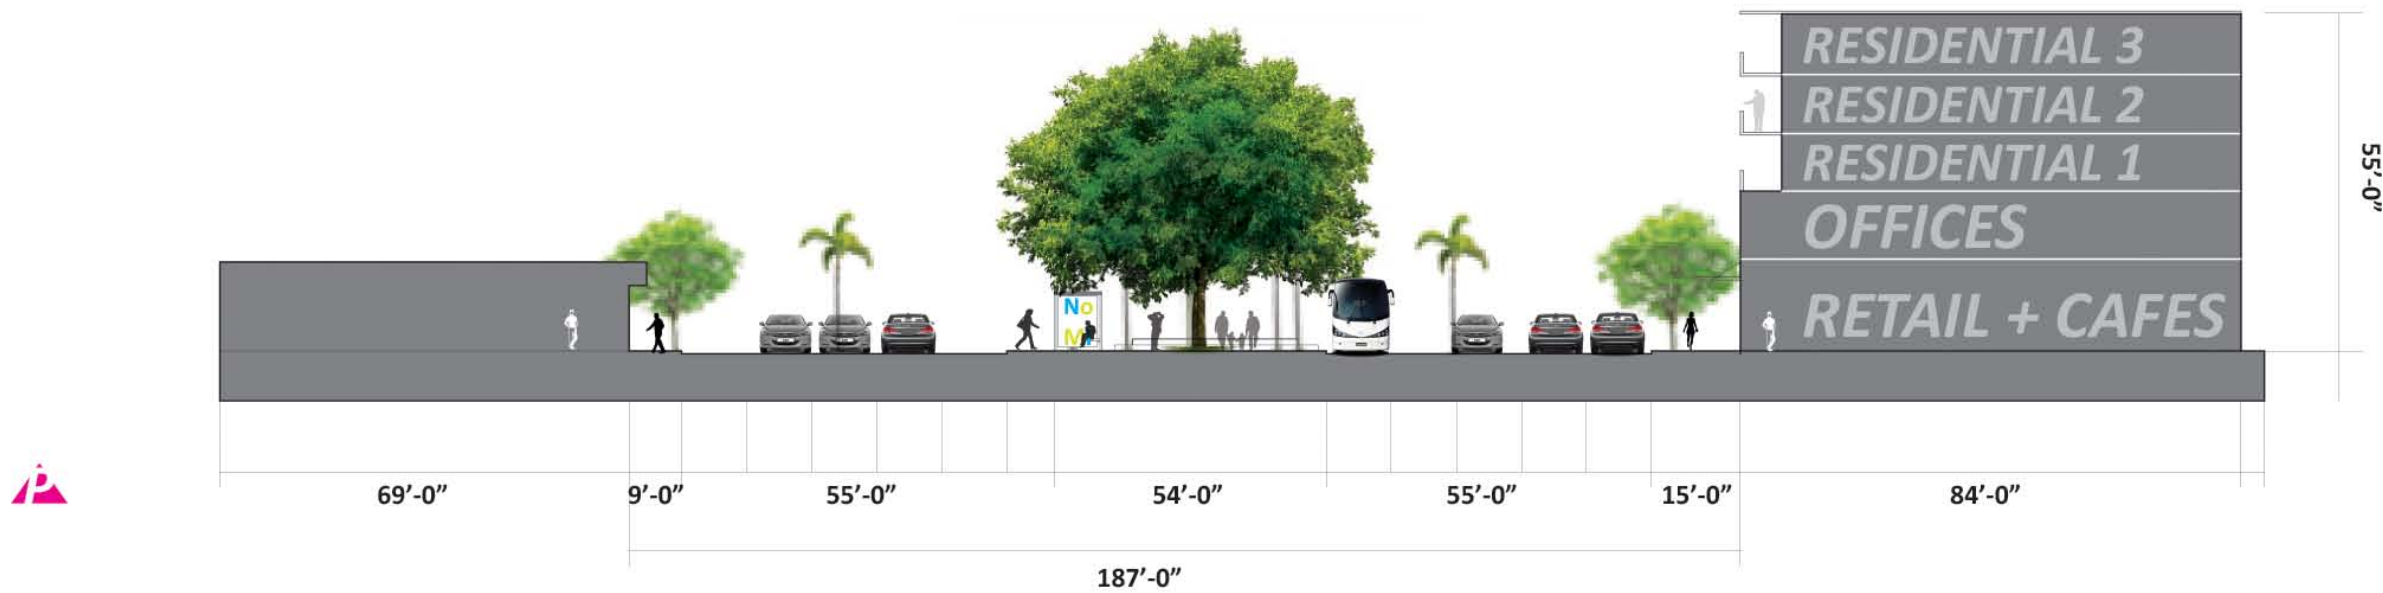 RESIDENTIAL 3
RESIDENTIAL 2
RESIDENTIAL 1
OFFICES
RETAIL + CAFES
55’-0”
No
Mi
P
69’-0”
9’-0”
55’-0”
54’-0”
55’-0”
15’-0”
84’-0”
187’-0”